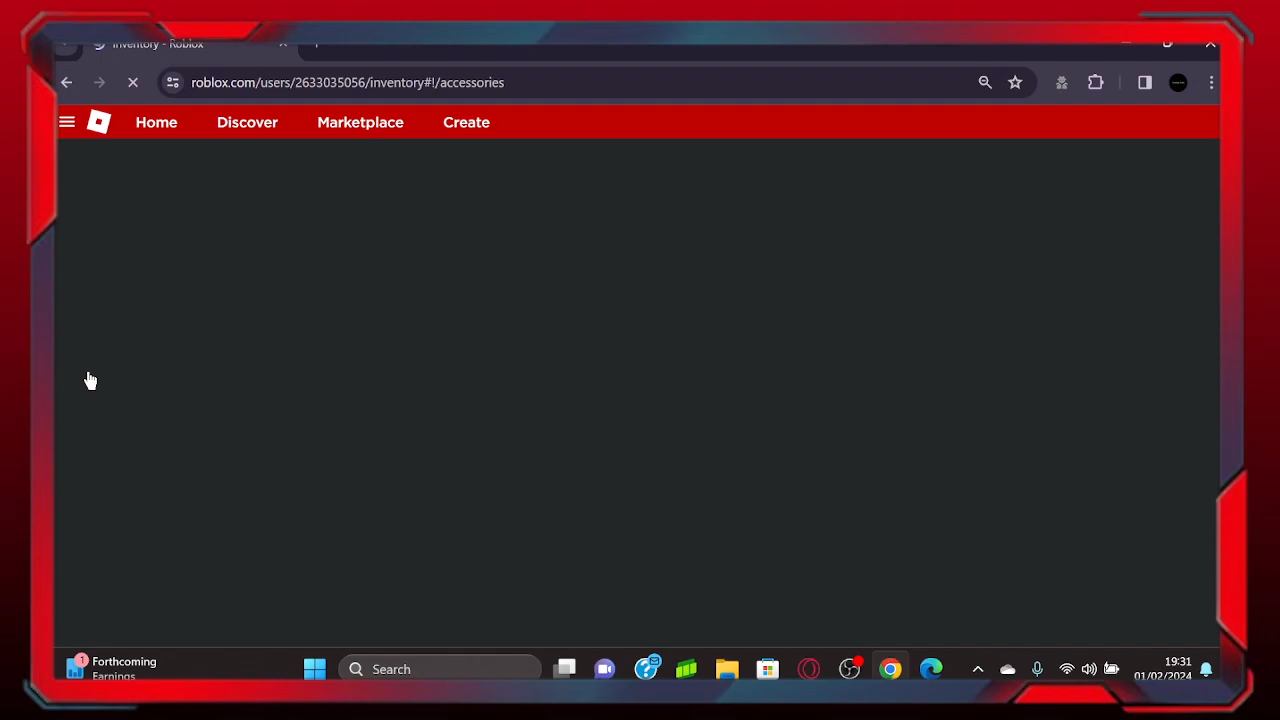 Inventory - Roblox
roblox.com/users/2633035056/inventory#!/accessories
Home Discover Marketplace Create
1
Forthcoming
Earnings
Search
19:31
01/02/2024